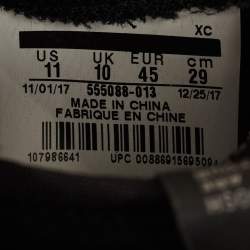 XC
US UK EUR cm
11 10 45 29
11/01/17 555088-013 12/25/17
MADE IN CHINA
FABRIQUE EN CHINE
107986641 UPC 00886915695094